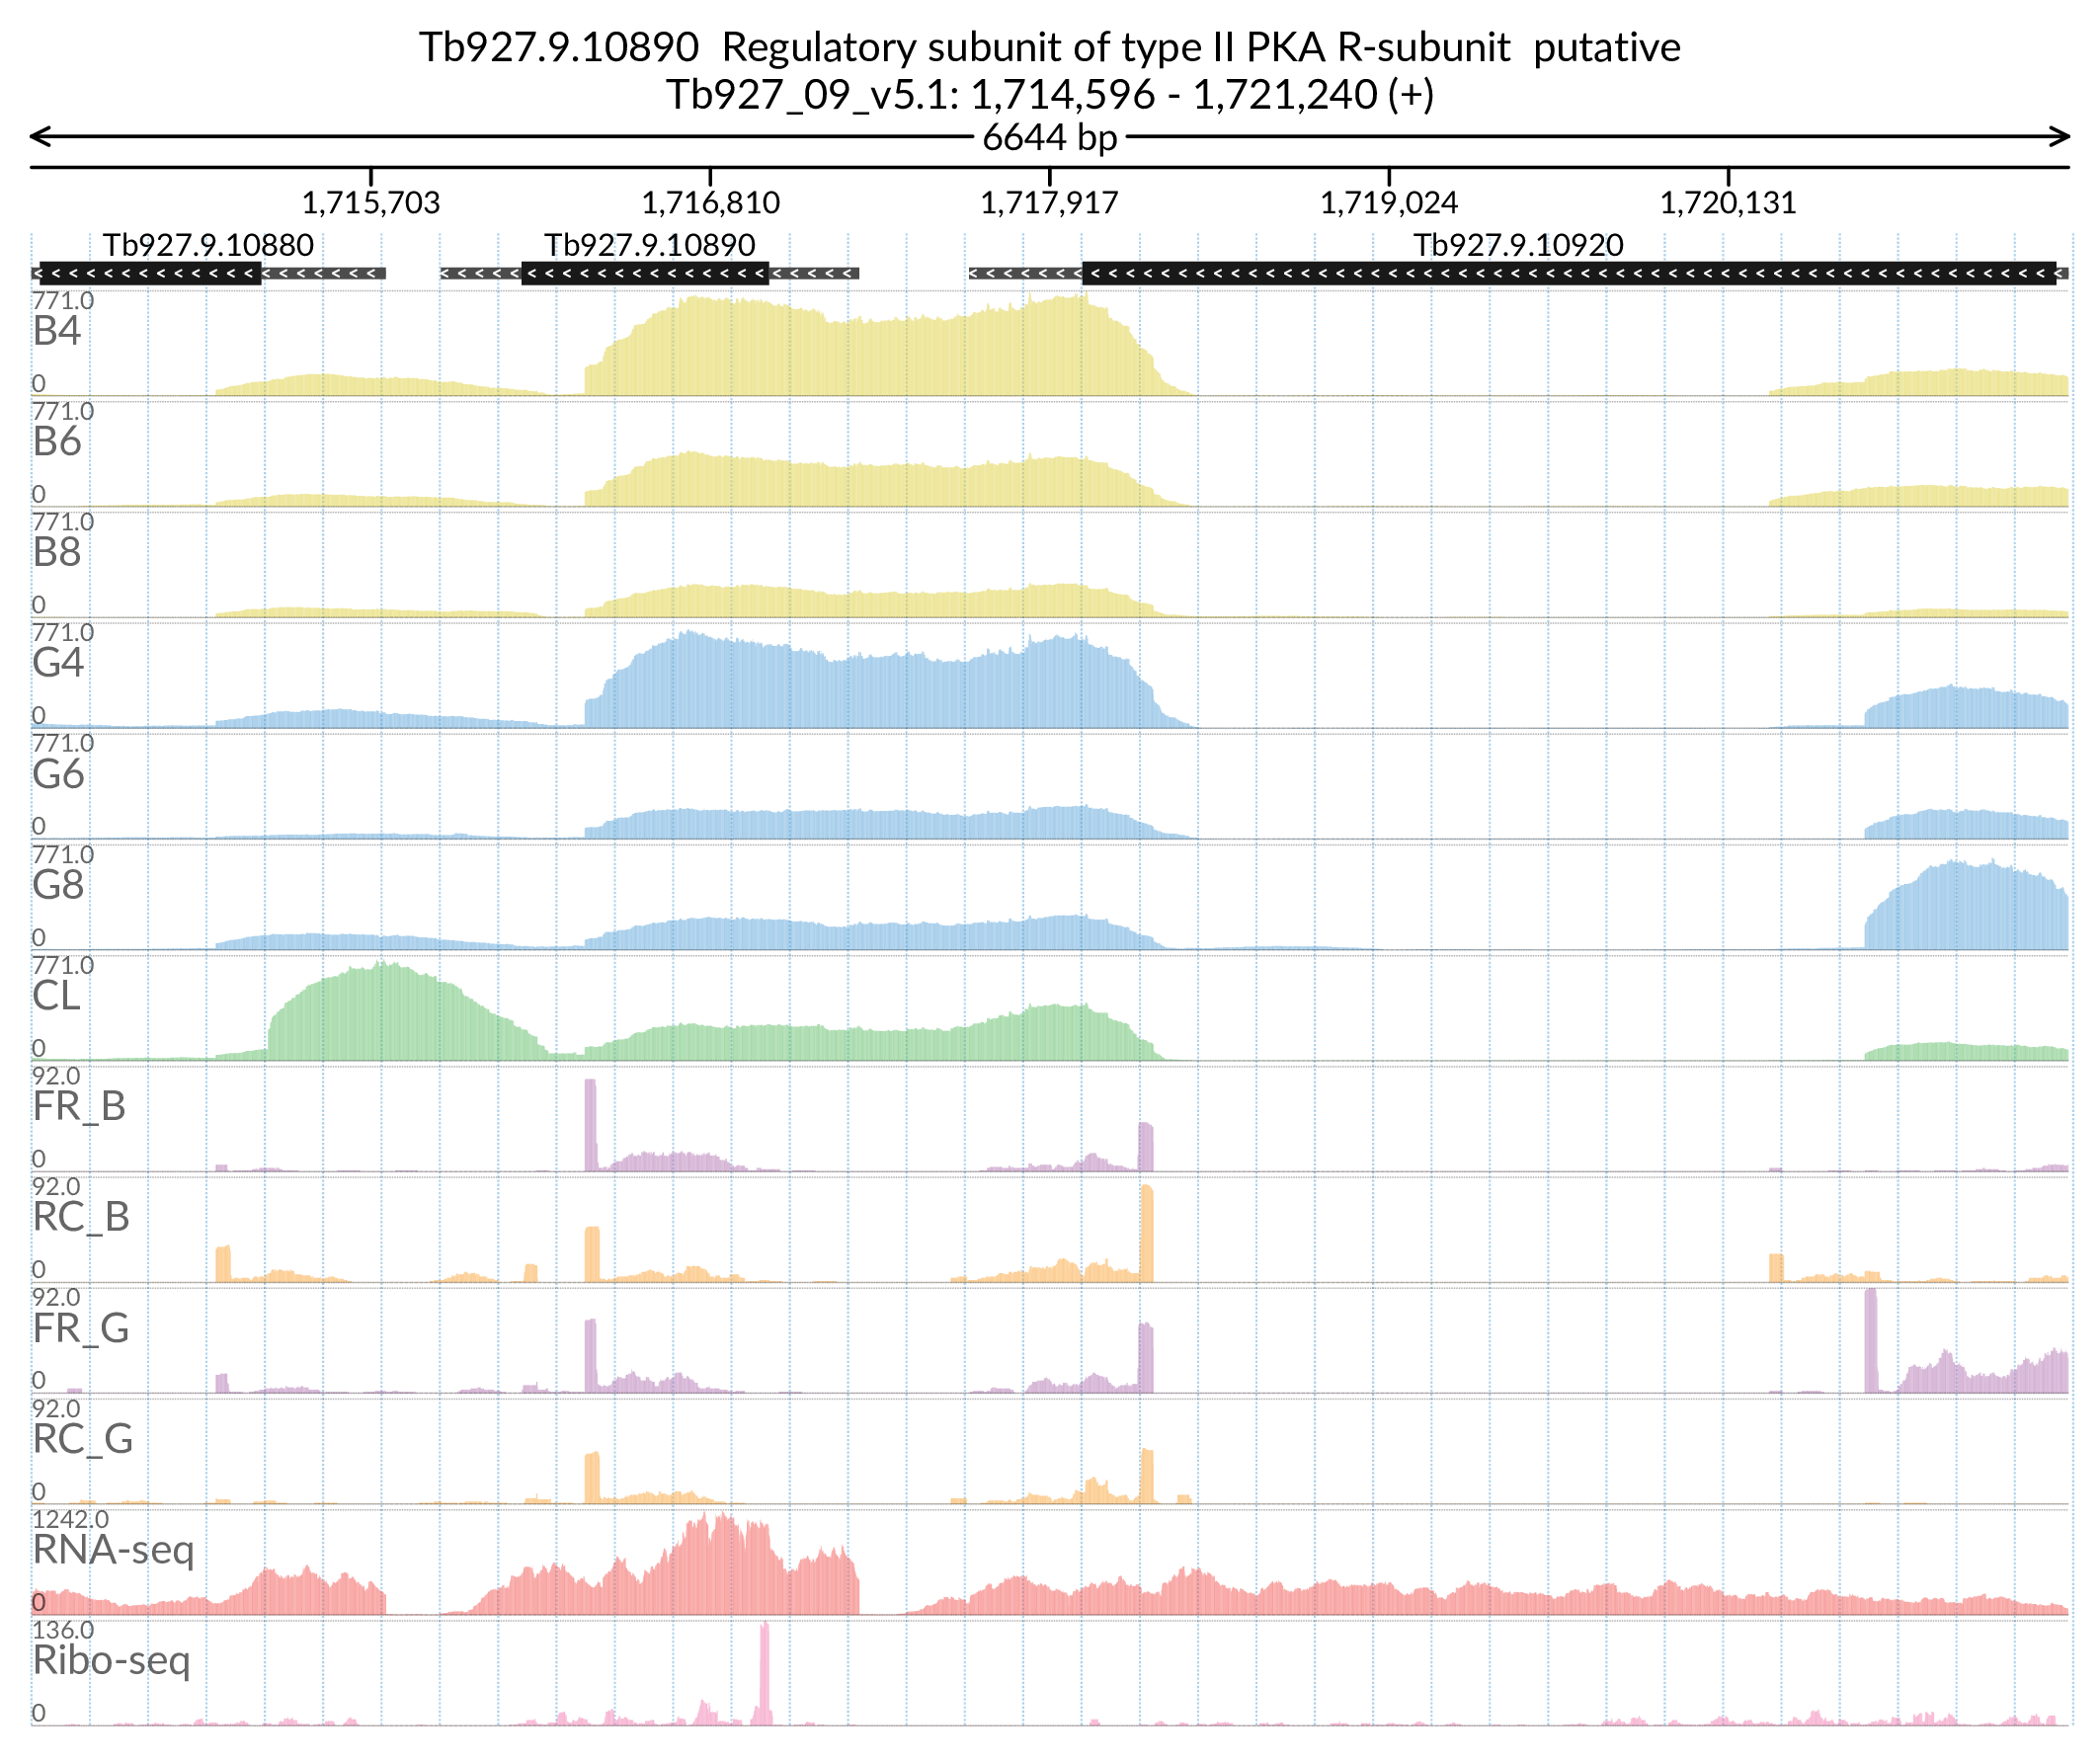 Tb927.9.10890  Regulatory subunit of type II PKA R-subunit  putative
Tb927_09_v5.1: 1,714,596 - 1,721,240 (+)
6644 bp
1,715,703 1,716,810 1,717,917 1,719,024 1,720,131
Tb927.9.10880 Tb927.9.10890 Tb927.9.10920
771.0
B4
0
771.0
B6
0
771.0
B8
0
771.0
G4
0
771.0
G6
0
771.0
G8
0
771.0
CL
0
92.0
FR_B
0
92.0
RC_B
0
92.0
FR_G
0
92.0
RC_G
0
1242.0
RNA-seq
0
136.0
Ribo-seq
0